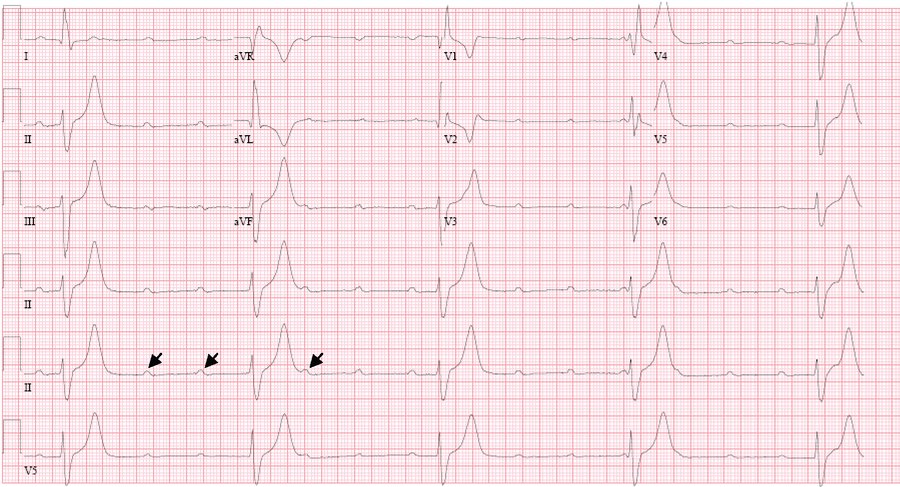 I aVR V1 V4
II aVL V2 V5
III aVF V3 V6
II
II
V5